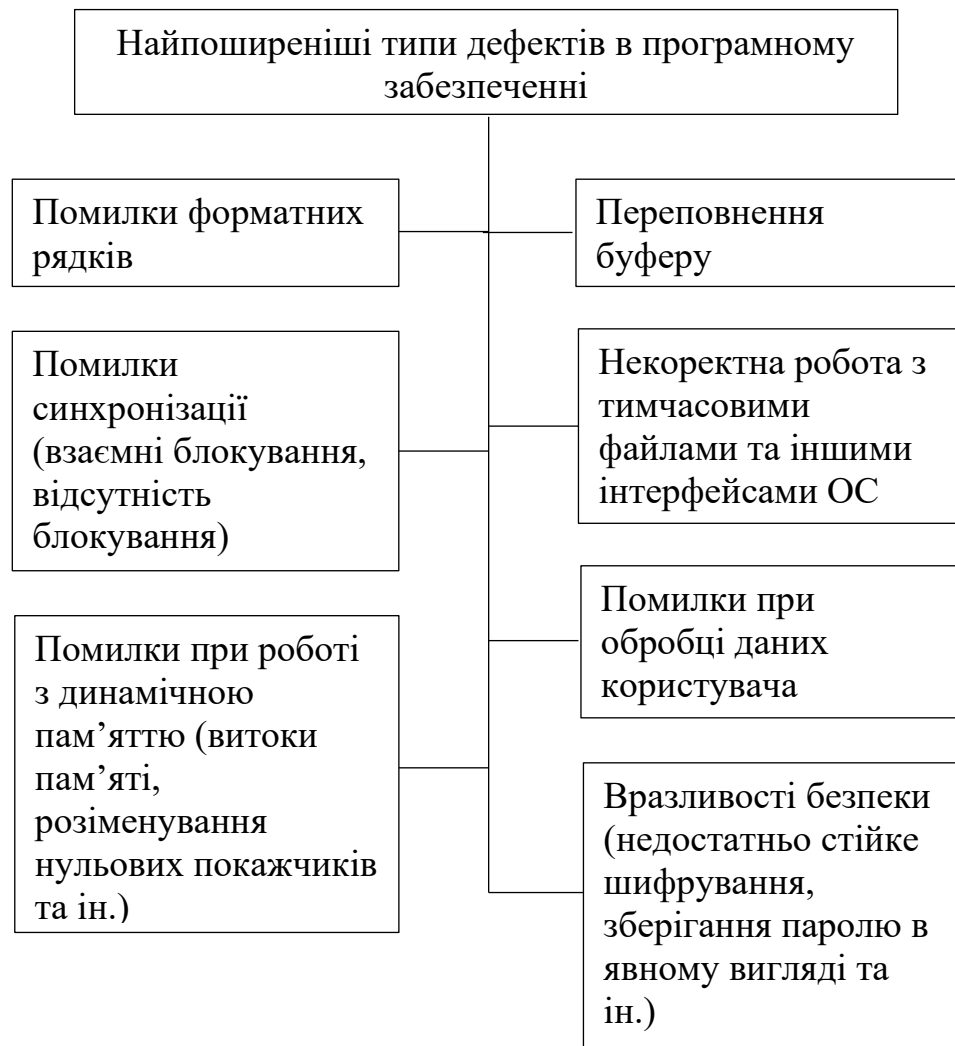 Найпоширеніші типи дефектів в програмному
забезпеченні
Помилки форматних
рядків
Переповнення
буферу
Помилки
синхронізації
(взаємні блокування,
відсутність
блокування)
Некоректна робота з
тимчасовими
файлами та іншими
інтерфейсами ОС
Помилки при роботі
з динамічною
пам’яттю (витоки
пам’яті,
розіменування
нульових покажчиків
та ін.)
Помилки при
обробці даних
користувача
Вразливості безпеки
(недостатньо стійке
шифрування,
зберігання паролю в
явному вигляді та
ін.)